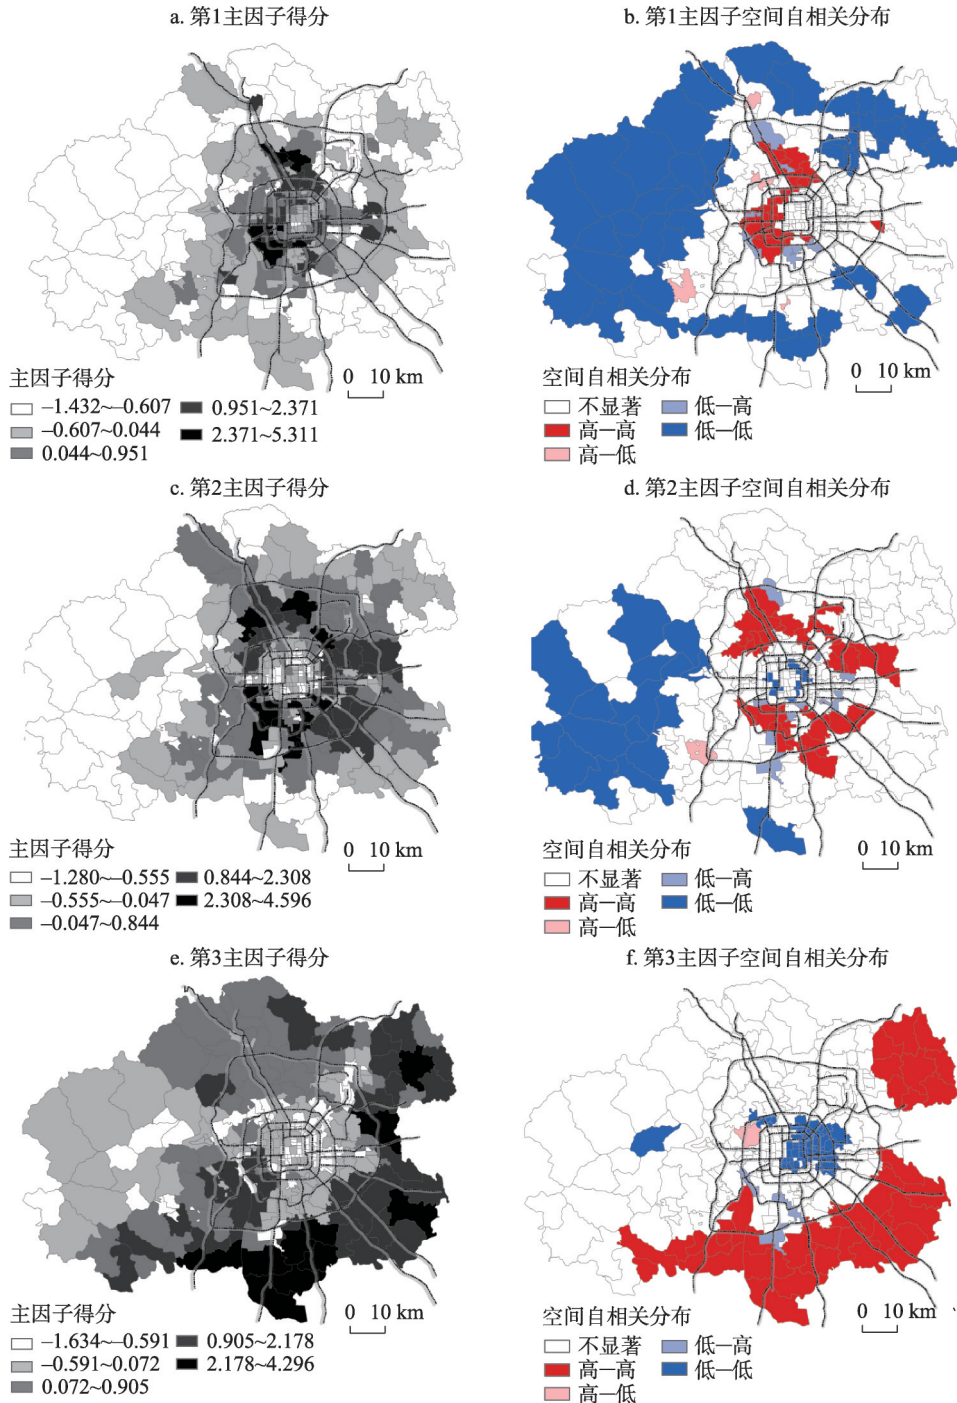 a. 第1主因子得分
b. 第1主因子空间自相关分布
0 10 km
主因子得分
−1.432~−0.607
0.951~2.371
−0.607~0.044
2.371~5.311
0.044~0.951
0 10 km
空间自相关分布
不显著
低—高
高—高
低—低
高—低
c. 第2主因子得分
d. 第2主因子空间自相关分布
0 10 km
主因子得分
−1.280~−0.555
0.844~2.308
−0.555~−0.047
2.308~4.596
−0.047~0.844
0 10 km
空间自相关分布
不显著
低—高
高—高
低—低
高—低
e. 第3主因子得分
f. 第3主因子空间自相关分布
0 10 km
主因子得分
−1.634~−0.591
0.905~2.178
−0.591~0.072
2.178~4.296
0.072~0.905
0 10 km
空间自相关分布
不显著
低—高
高—高
低—低
高—低